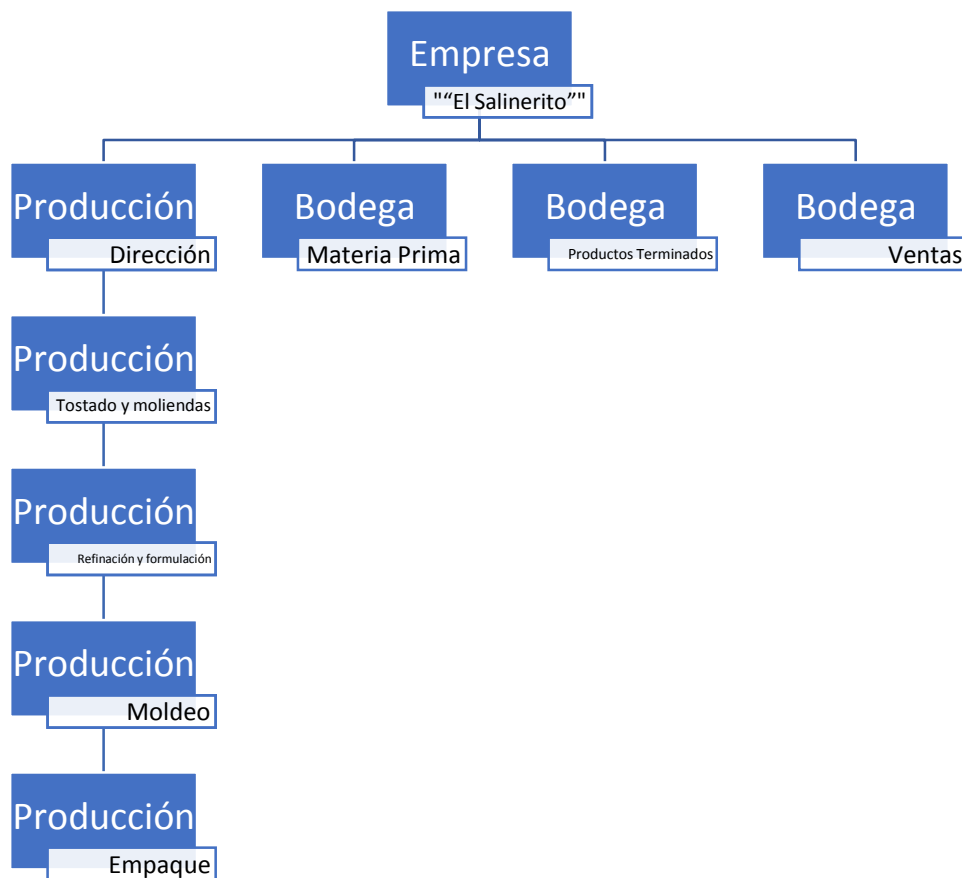 Empresa
"“El Salinerito”"
Producción
Dirección
Bodega
Materia Prima
Bodega
Productos Terminados
Bodega
Ventas
Producción
Tostado y moliendas
Producción
Refinación y formulación
Producción
Moldeo
Producción
Empaque